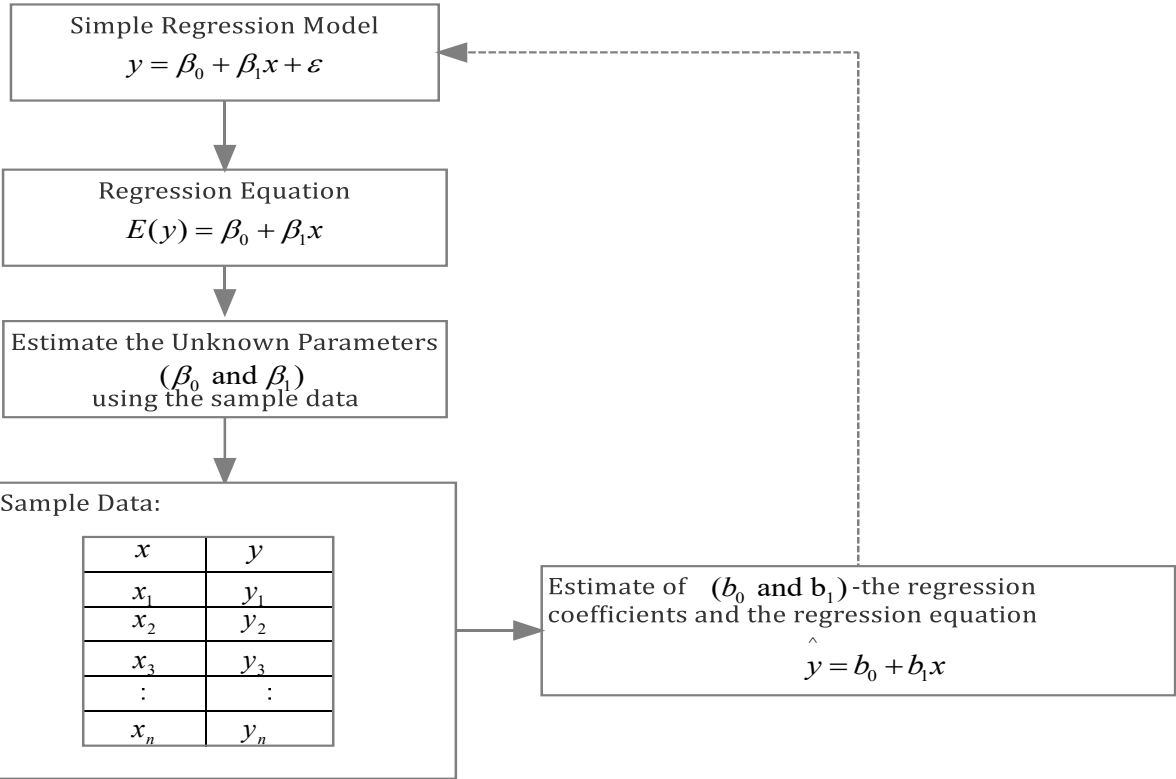 Simple Regression Model
y = β₀ + β₁x + ε
Regression Equation
E(y) = β₀ + β₁x
Estimate the Unknown Parameters
(β₀ and β₁)
using the sample data
Sample Data:
x y
x₁ y₁
x₂ y₂
x₃ y₃
: :
xₙ yₙ
Estimate of (b₀ and b₁)-the regression
coefficients and the regression equation
ŷ = b₀ + b₁x